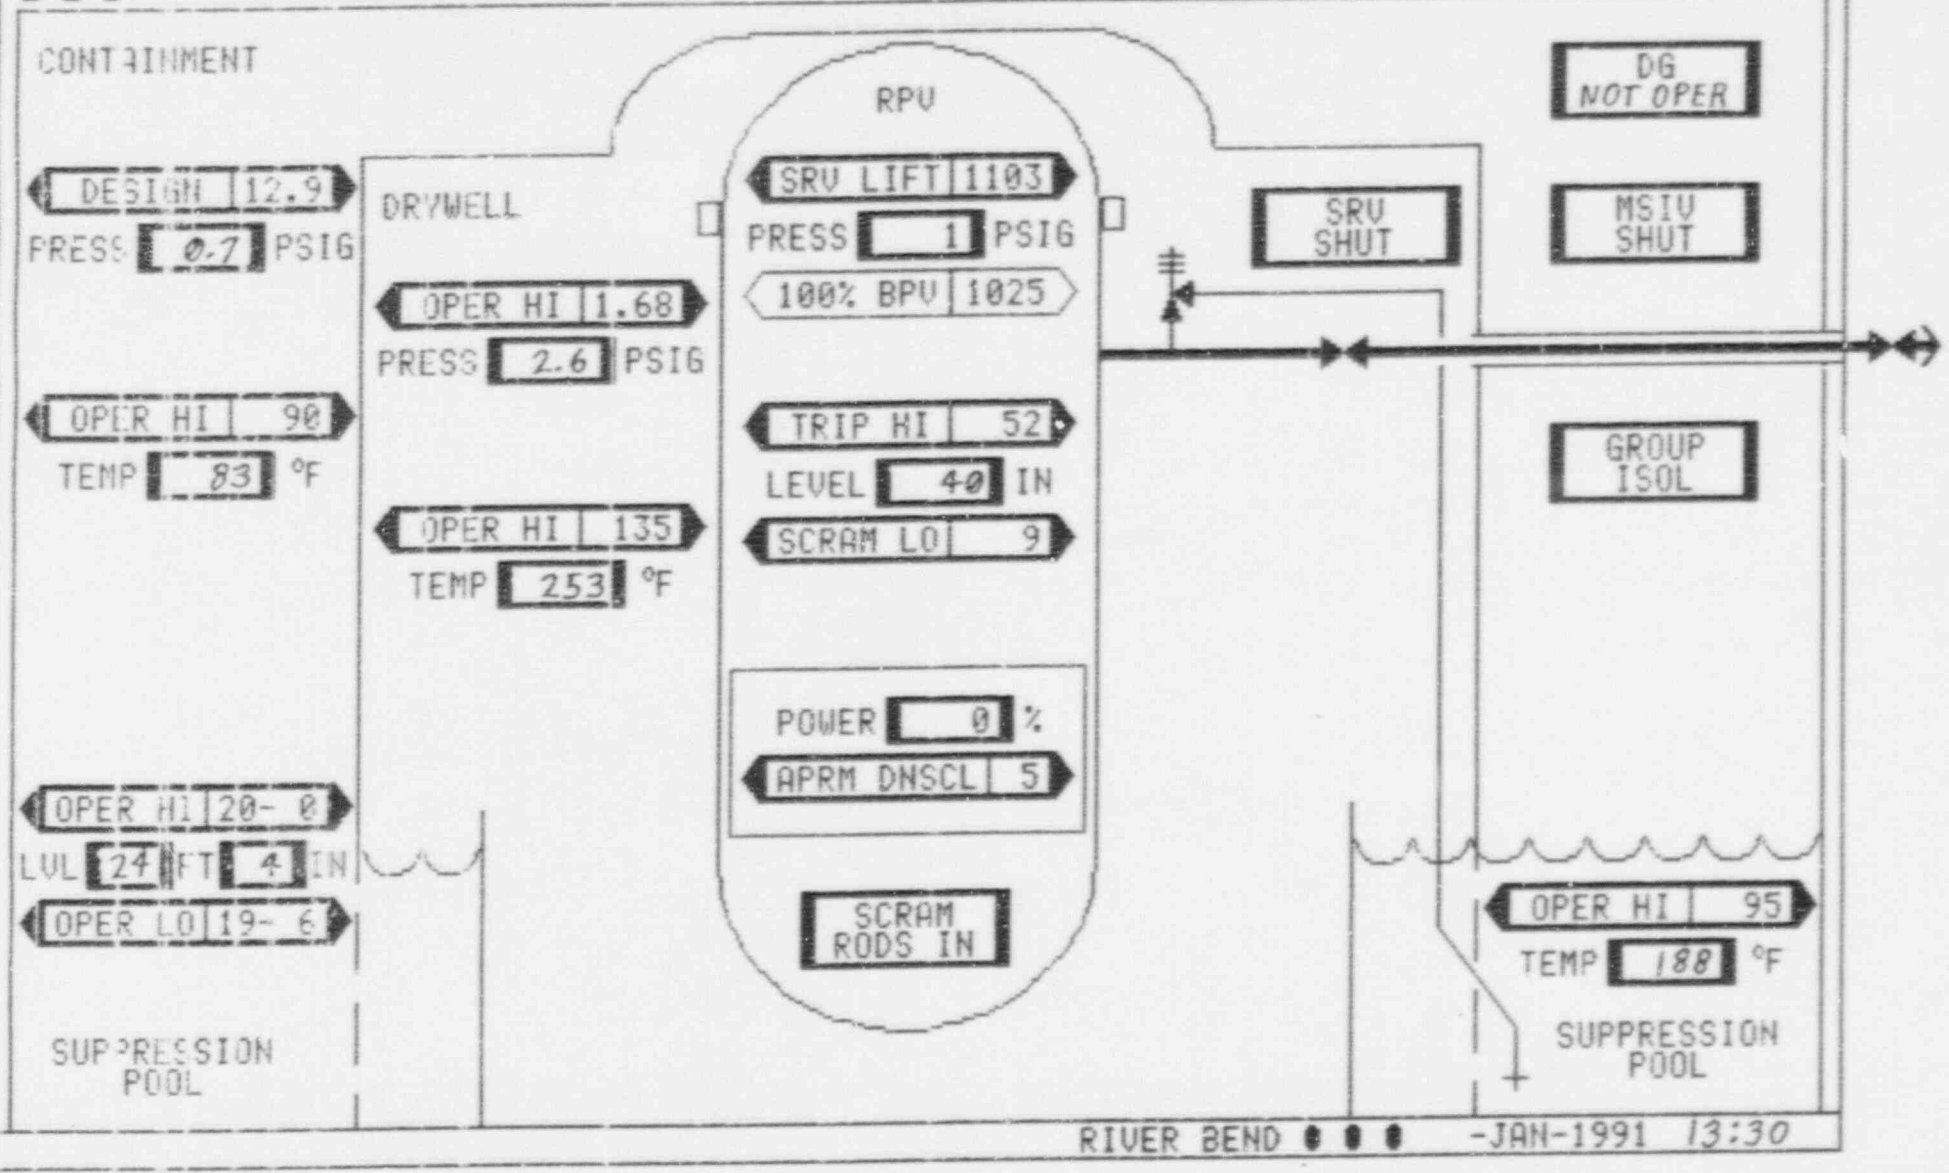 CONTAINMENT
DESIGN 12.9
PRESS 0.7 PSIG
OPER HI 90
TEMP 83 °F
OPER HI 20- 0
LVL 24 FT 4 IN
OPER LO 19- 6
SUPPRESSION
POOL
DRYWELL
OPER HI 1.68
PRESS 2.6 PSIG
OPER HI 135
TEMP 253 °F
RPV
SRV LIFT 1103
PRESS 1 PSIG
100% BPV 1025
TRIP HI 52
LEVEL 40 IN
SCRAM LO 9
POWER 0 %
APRM DNSCL 5
SCRAM
RODS IN
SRV
SHUT
DG
NOT OPER
MSIV
SHUT
GROUP
ISOL
OPER HI 95
TEMP 188 °F
SUPPRESSION
POOL
RIVER BEND -JAN-1991 13:30